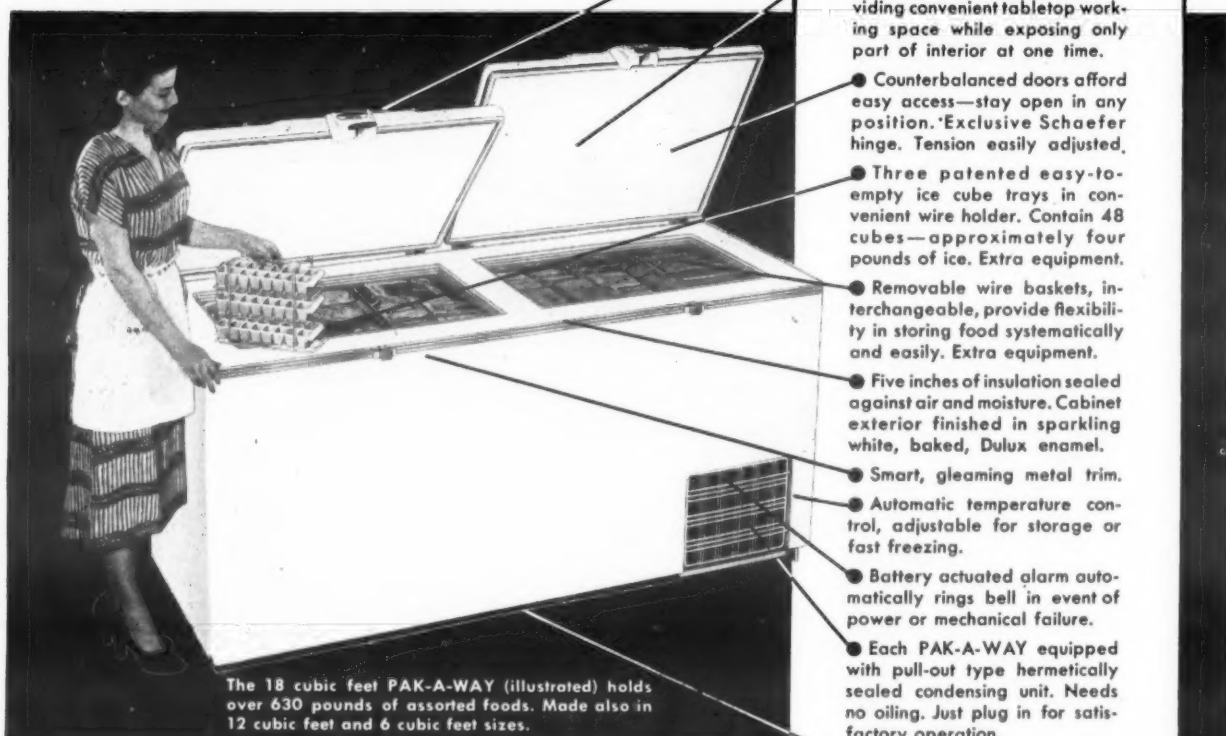 viding convenient tabletop work-
ing space while exposing only
part of interior at one time.
Counterbalanced doors afford
easy access—stay open in any
position. Exclusive Schaefer
hinge. Tension easily adjusted.
Three patented easy-to-
empty ice cube trays in con-
venient wire holder. Contain 48
cubes—approximately four
pounds of ice. Extra equipment.
Removable wire baskets, in-
terchangeable, provide flexibili-
ty in storing food systematically
and easily. Extra equipment.
Five inches of insulation sealed
against air and moisture. Cabinet
exterior finished in sparkling
white, baked, Dulux enamel.
Smart, gleaming metal trim.
Automatic temperature con-
trol, adjustable for storage or
fast freezing.
Battery actuated alarm auto-
matically rings bell in event of
power or mechanical failure.
Each PAK-A-WAY equipped
with pull-out type hermetically
sealed condensing unit. Needs
no oiling. Just plug in for satis-
factory operation.
The 18 cubic feet PAK-A-WAY (illustrated) holds
over 630 pounds of assorted foods. Made also in
12 cubic feet and 6 cubic feet sizes.